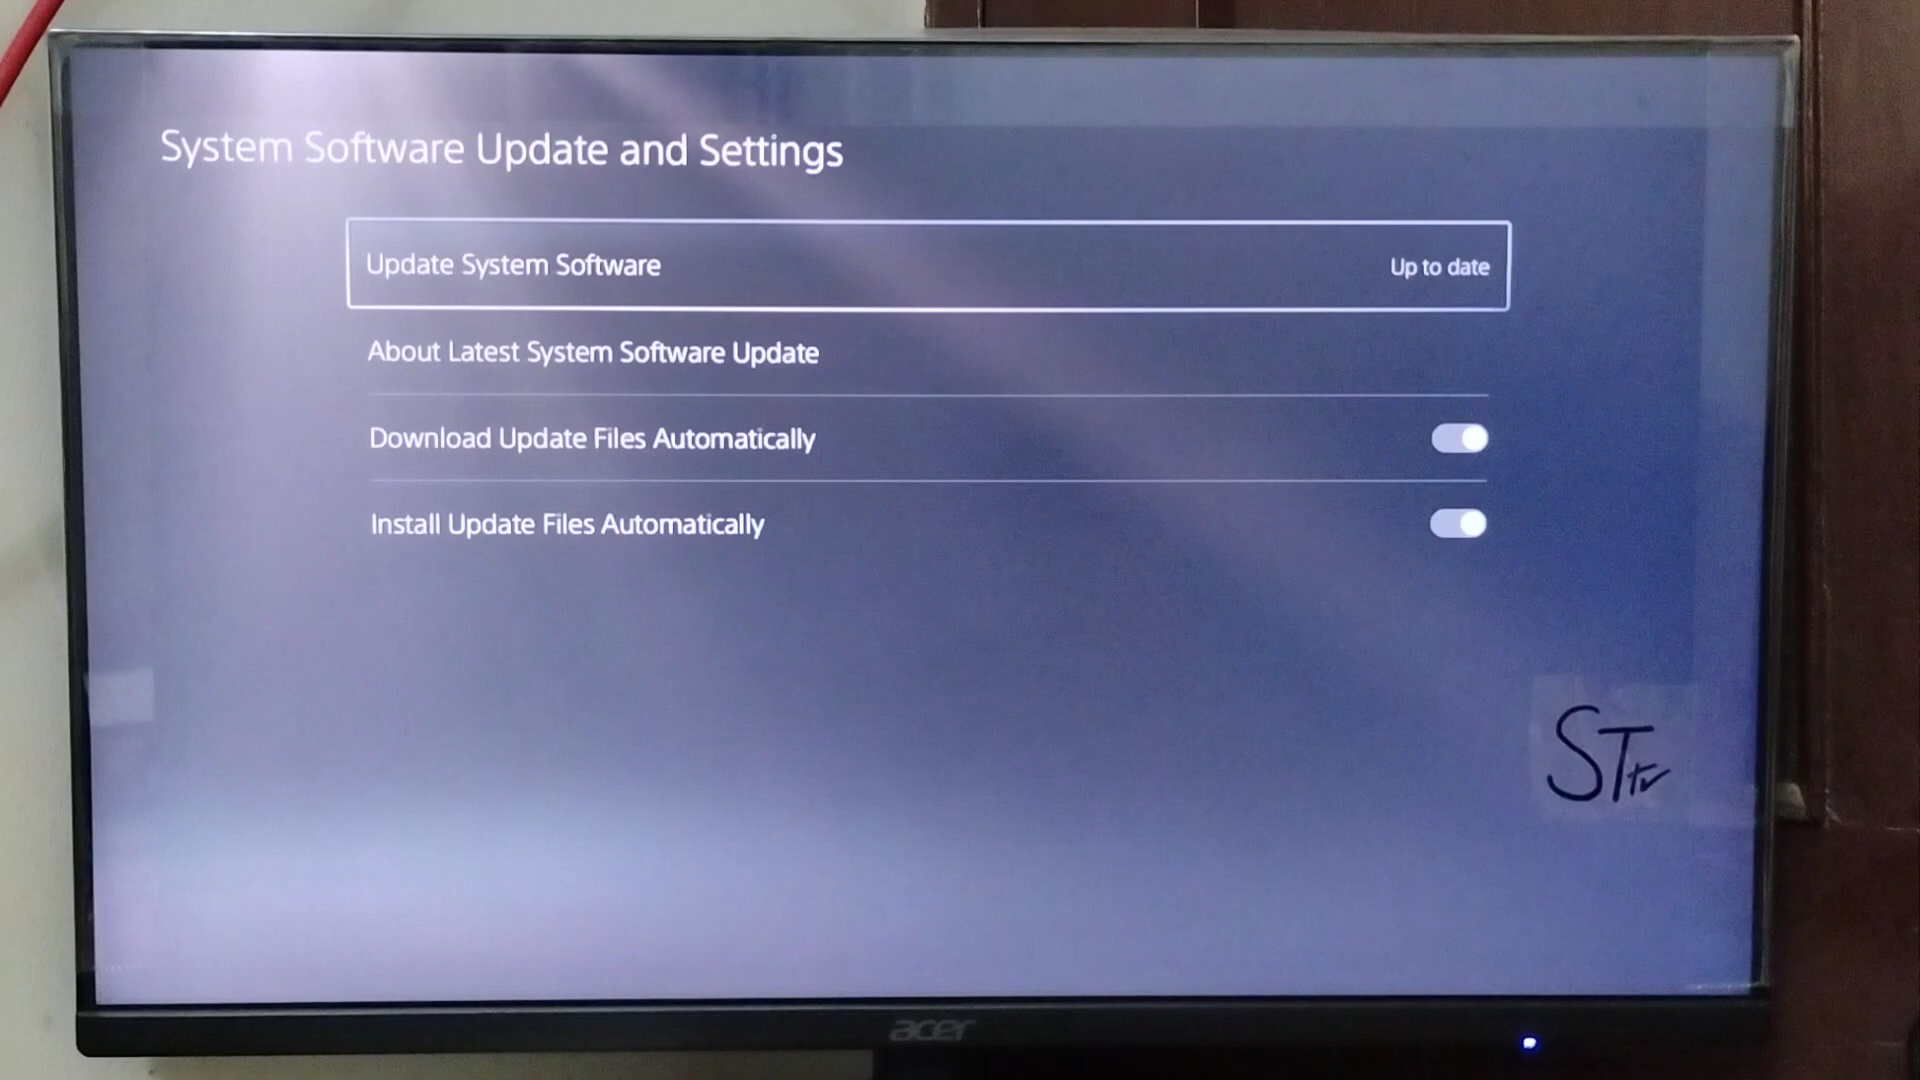 System Software Update and Settings
Update System Software Up to date
About Latest System Software Update
Download Update Files Automatically
Install Update Files Automatically
STtv
acer